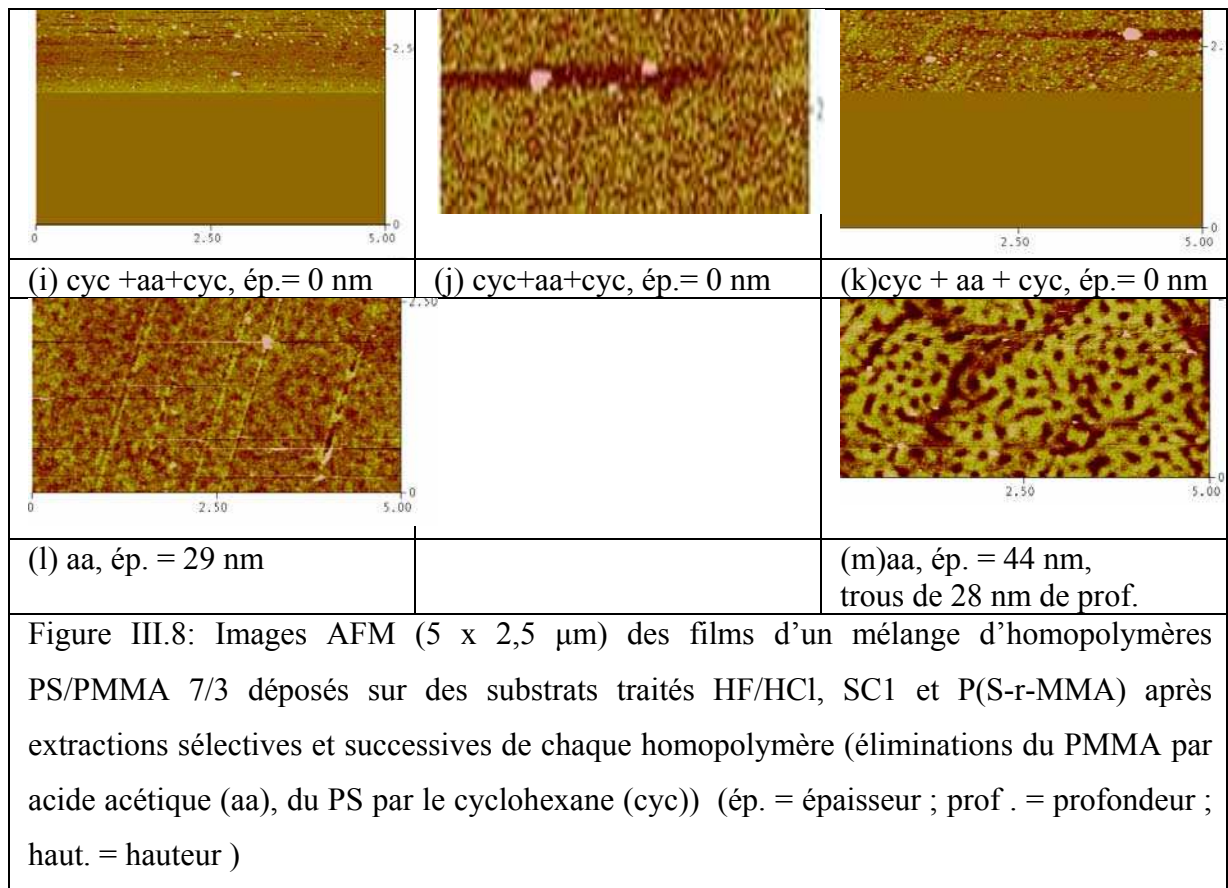 2.5
0
0
2.50
5.00
2.
0
2.50
5.00
(i) cyc +aa+cyc, ép.= 0 nm
(j) cyc+aa+cyc, ép.= 0 nm
(k)cyc + aa + cyc, ép.= 0 nm
2.50
0
0
2.50
5.00
0
2.50
5.00
(l) aa, ép. = 29 nm
(m)aa, ép. = 44 nm,
trous de 28 nm de prof.
Figure III.8: Images AFM (5 x 2,5 μm) des films d’un mélange d’homopolymères
PS/PMMA 7/3 déposés sur des substrats traités HF/HCl, SC1 et P(S-r-MMA) après
extractions sélectives et successives de chaque homopolymère (éliminations du PMMA par
acide acétique (aa), du PS par le cyclohexane (cyc)) (ép. = épaisseur ; prof . = profondeur ;
haut. = hauteur )